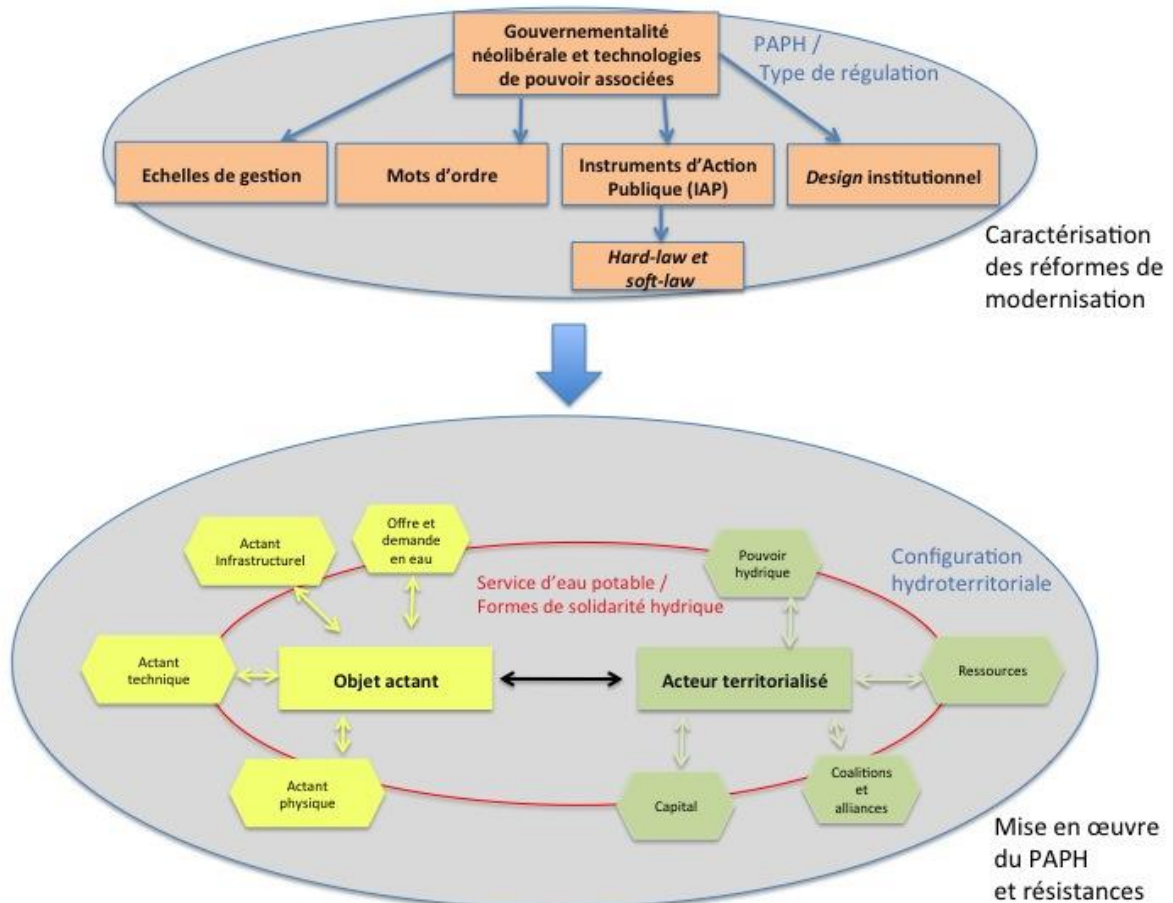 Gouvernementalité
néolibérale et technologies
de pouvoir associées
PAPH /
Type de régulation
Echelles de gestion
Mots d'ordre
Instruments d'Action
Publique (IAP)
Design institutionnel
Hard-law et
soft-law
Caractérisation
des réformes de
modernisation
Actant
Infrastructurel
Offre et
demande
en eau
Pouvoir
hydrique
Configuration
hydroterritoriale
Service d'eau potable /
Formes de solidarité hydrique
Actant
technique
Objet actant
Acteur territorialisé
Ressources
Actant
physique
Capital
Coalitions
et
alliances
Mise en œuvre
du PAPH
et résistances